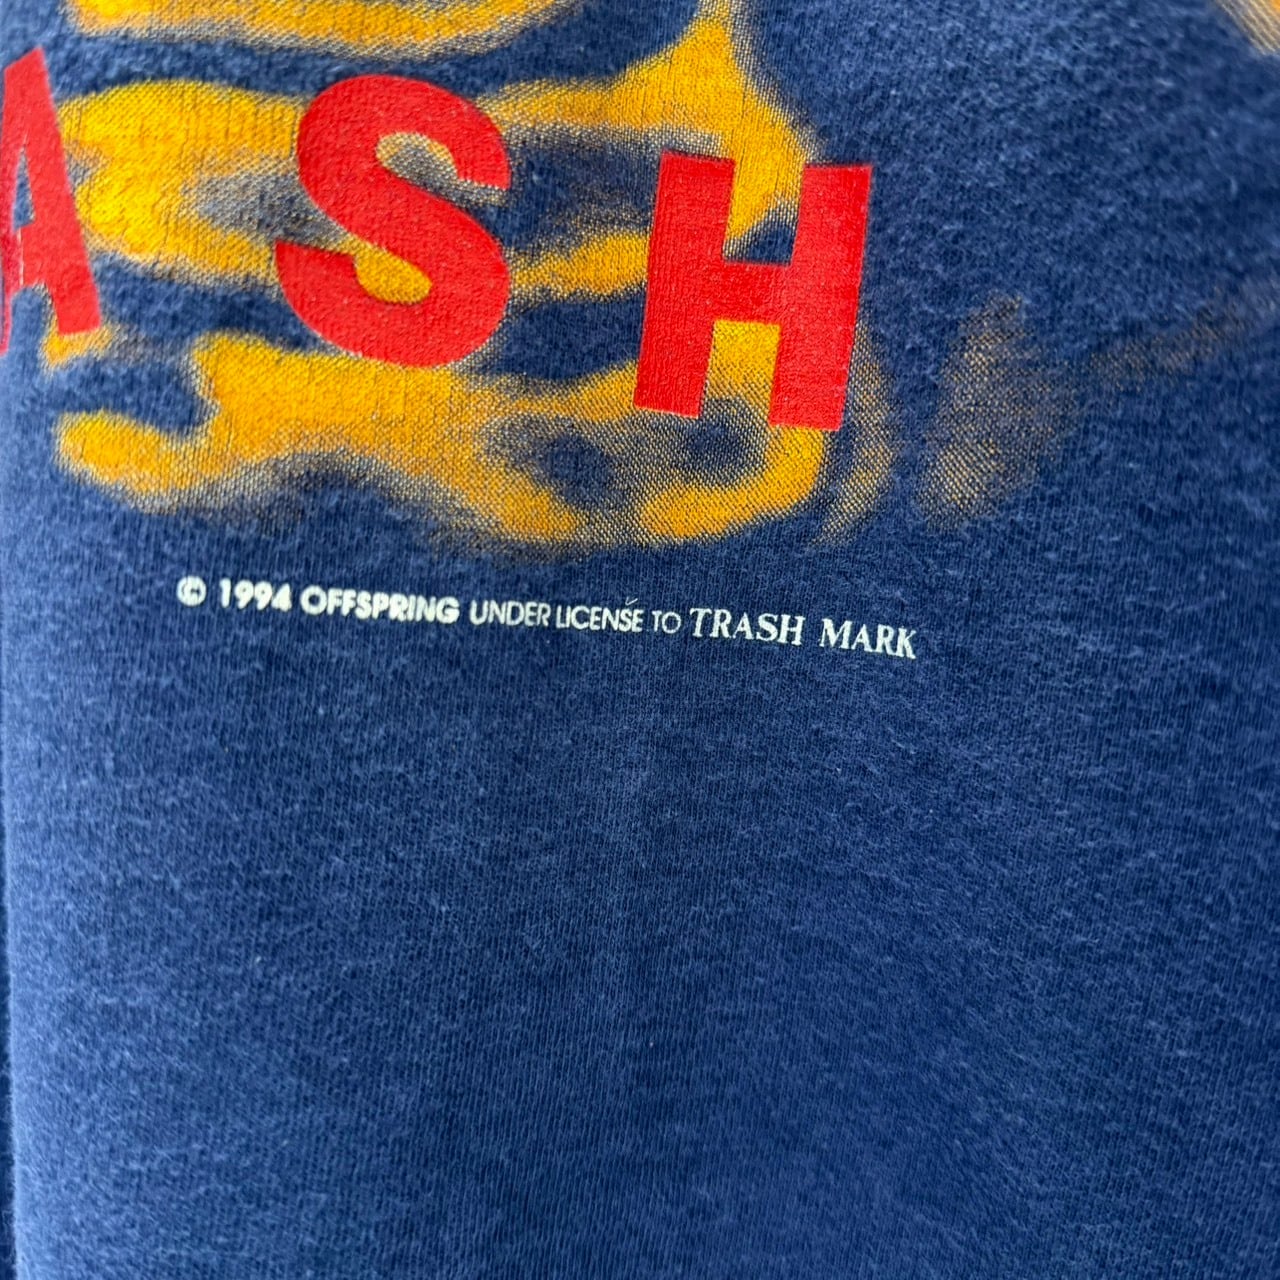 ASH
© 1994 OFFSPRING UNDER LICENSE TO TRASH MARK